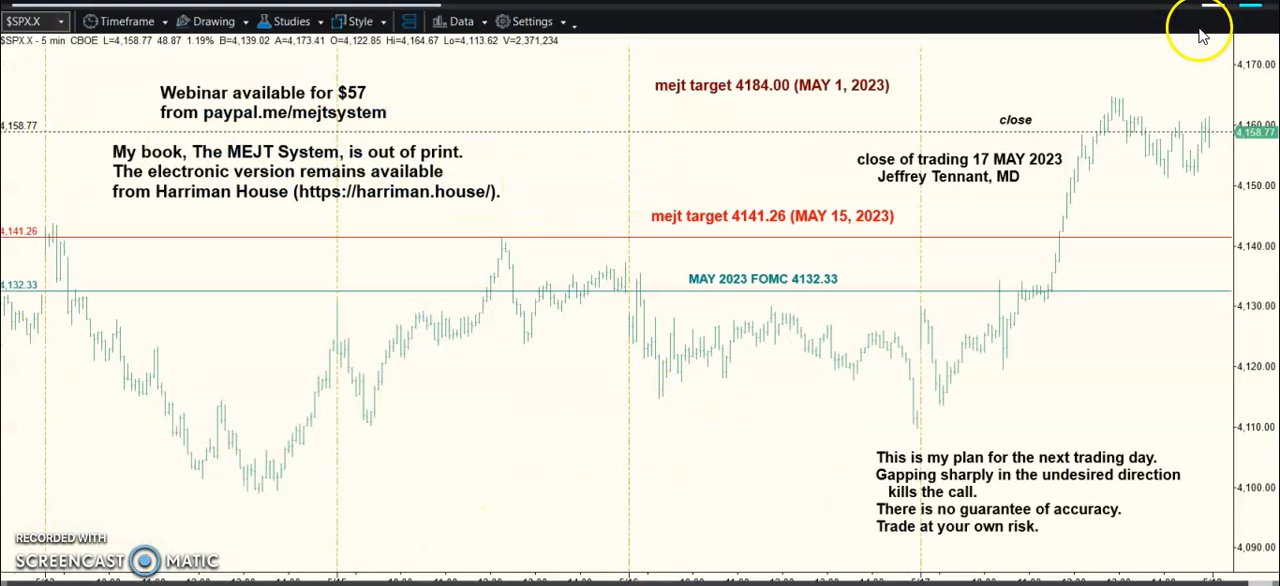 $SPX.X Timeframe Drawing Studies Style Data Settings
$SPX.X - 5 min CBOE L=4,158.77 48.87 1.19% B=4,139.02 A=4,173.41 O=4,122.85 Hi=4,164.67 Lo=4,113.62 V=2,371,234
Webinar available for $57
from paypal.me/mejtsystem
My book, The MEJT System, is out of print.
The electronic version remains available
from Harriman House (https://harriman.house/).
mejt target 4184.00 (MAY 1, 2023)
close
close of trading 17 MAY 2023
Jeffrey Tennant, MD
mejt target 4141.26 (MAY 15, 2023)
MAY 2023 FOMC 4132.33
4,158.77
4,141.26
4,132.33
4,170.00
4,160.00
4,158.77
4,150.00
4,140.00
4,130.00
4,120.00
4,110.00
4,100.00
4,090.00
This is my plan for the next trading day.
Gapping sharply in the undesired direction
kills the call.
There is no guarantee of accuracy.
Trade at your own risk.
RECORDED WITH
SCREENCAST MATIC